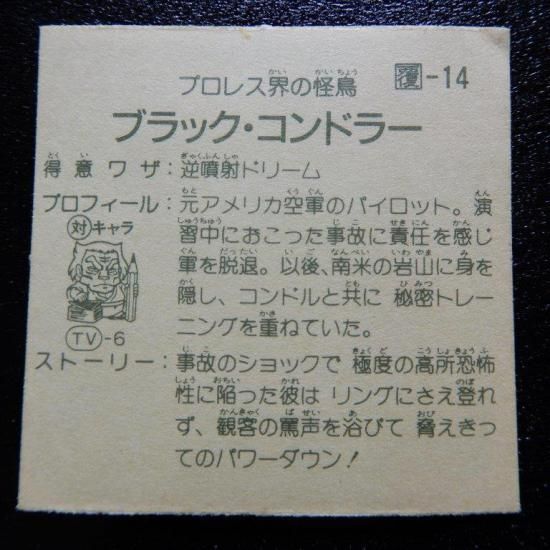 覆-14
プロレス界の怪鳥
ブラック・コンドラー
得意ワザ：逆噴射ドリーム
プロフィール：元アメリカ空軍のパイロット。演
習中におこった事故に責任を感じ
軍を脱退。以後、南米の岩山に身を
隠し、コンドルと共に秘密トレー
ニングを重ねていた。
対キャラ
TV-6
ストーリー：事故のショックで極度の高所恐怖
性に陥った彼はリングにさえ登れ
ず、観客の罵声を浴びて脅えきっ
てのパワーダウン！